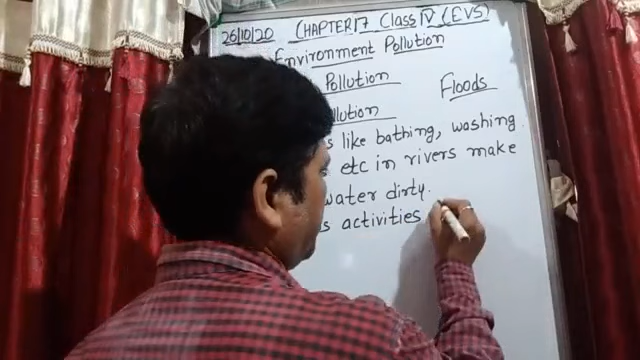 26/10/20 CHAPTER 17 Class IV (EVS)
Environment Pollution
Pollution Floods
like bathing, washing
etc in rivers make
water dirty.
activities